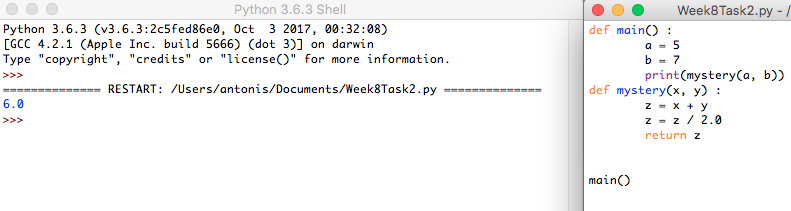 Python 3.6.3 Shell
Python 3.6.3 (v3.6.3:2c5fed86e0, Oct  3 2017, 00:32:08)
[GCC 4.2.1 (Apple Inc. build 5666) (dot 3)] on darwin
Type "copyright", "credits" or "license()" for more information.
>>>
============== RESTART: /Users/antonis/Documents/Week8Task2.py ==============
6.0
>>>
Week8Task2.py - /
def main() :
        a = 5
        b = 7
        print(mystery(a, b))
def mystery(x, y) :
        z = x + y
        z = z / 2.0
        return z
main()